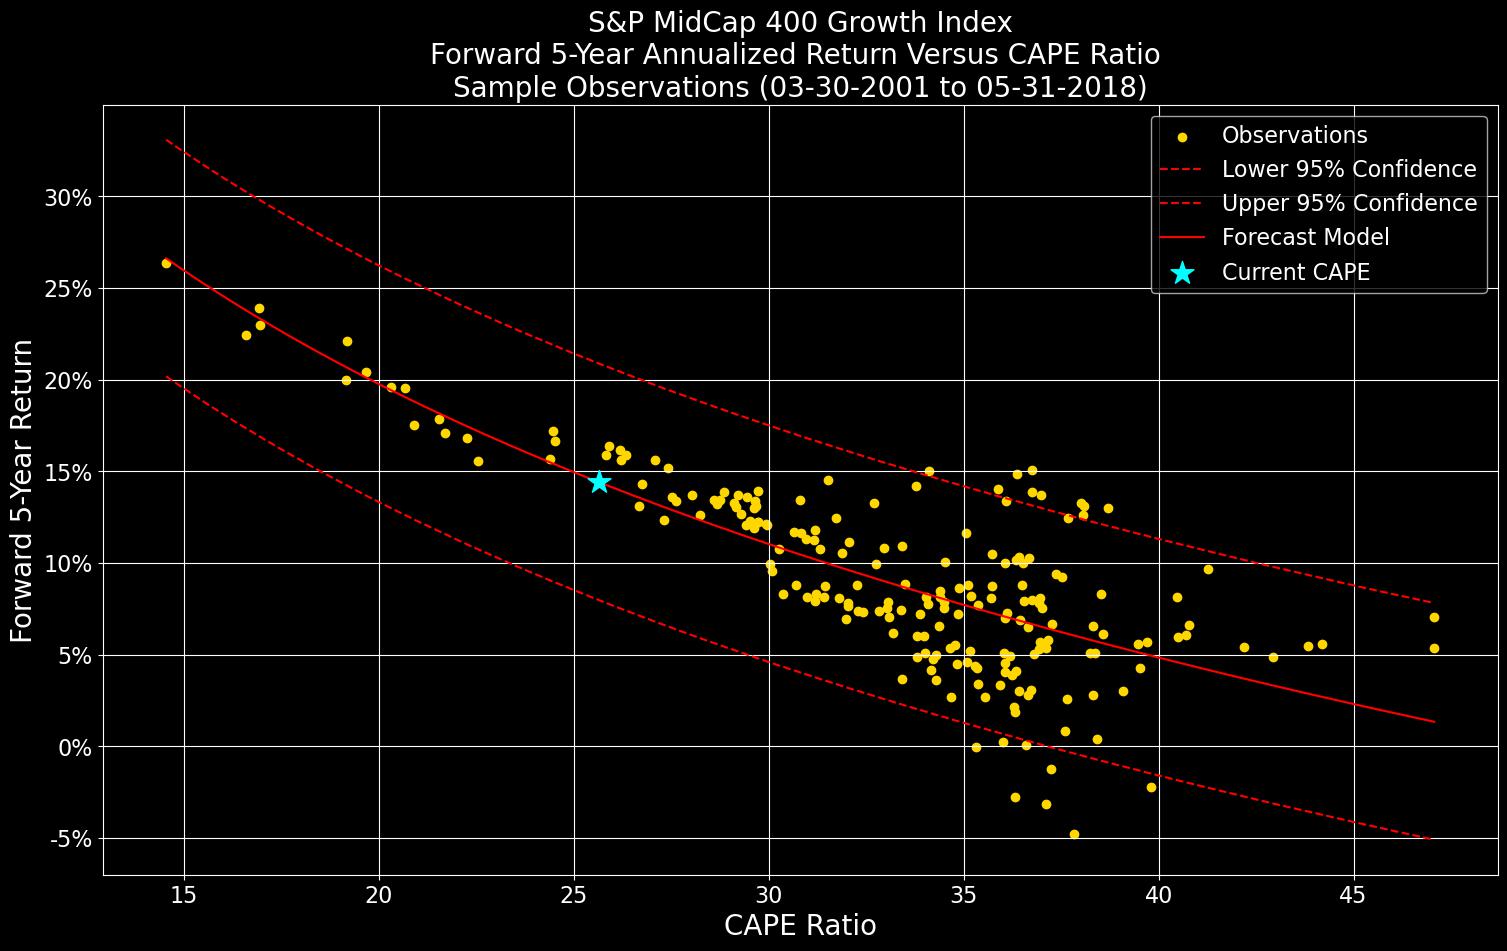 S&P MidCap 400 Growth Index
Forward 5-Year Annualized Return Versus CAPE Ratio
Sample Observations (03-30-2001 to 05-31-2018)
Observations
Lower 95% Confidence
Upper 95% Confidence
Forecast Model
Current CAPE
Forward 5-Year Return
30%
25%
20%
15%
10%
5%
0%
-5%
15 20 25 30 35 40 45
CAPE Ratio